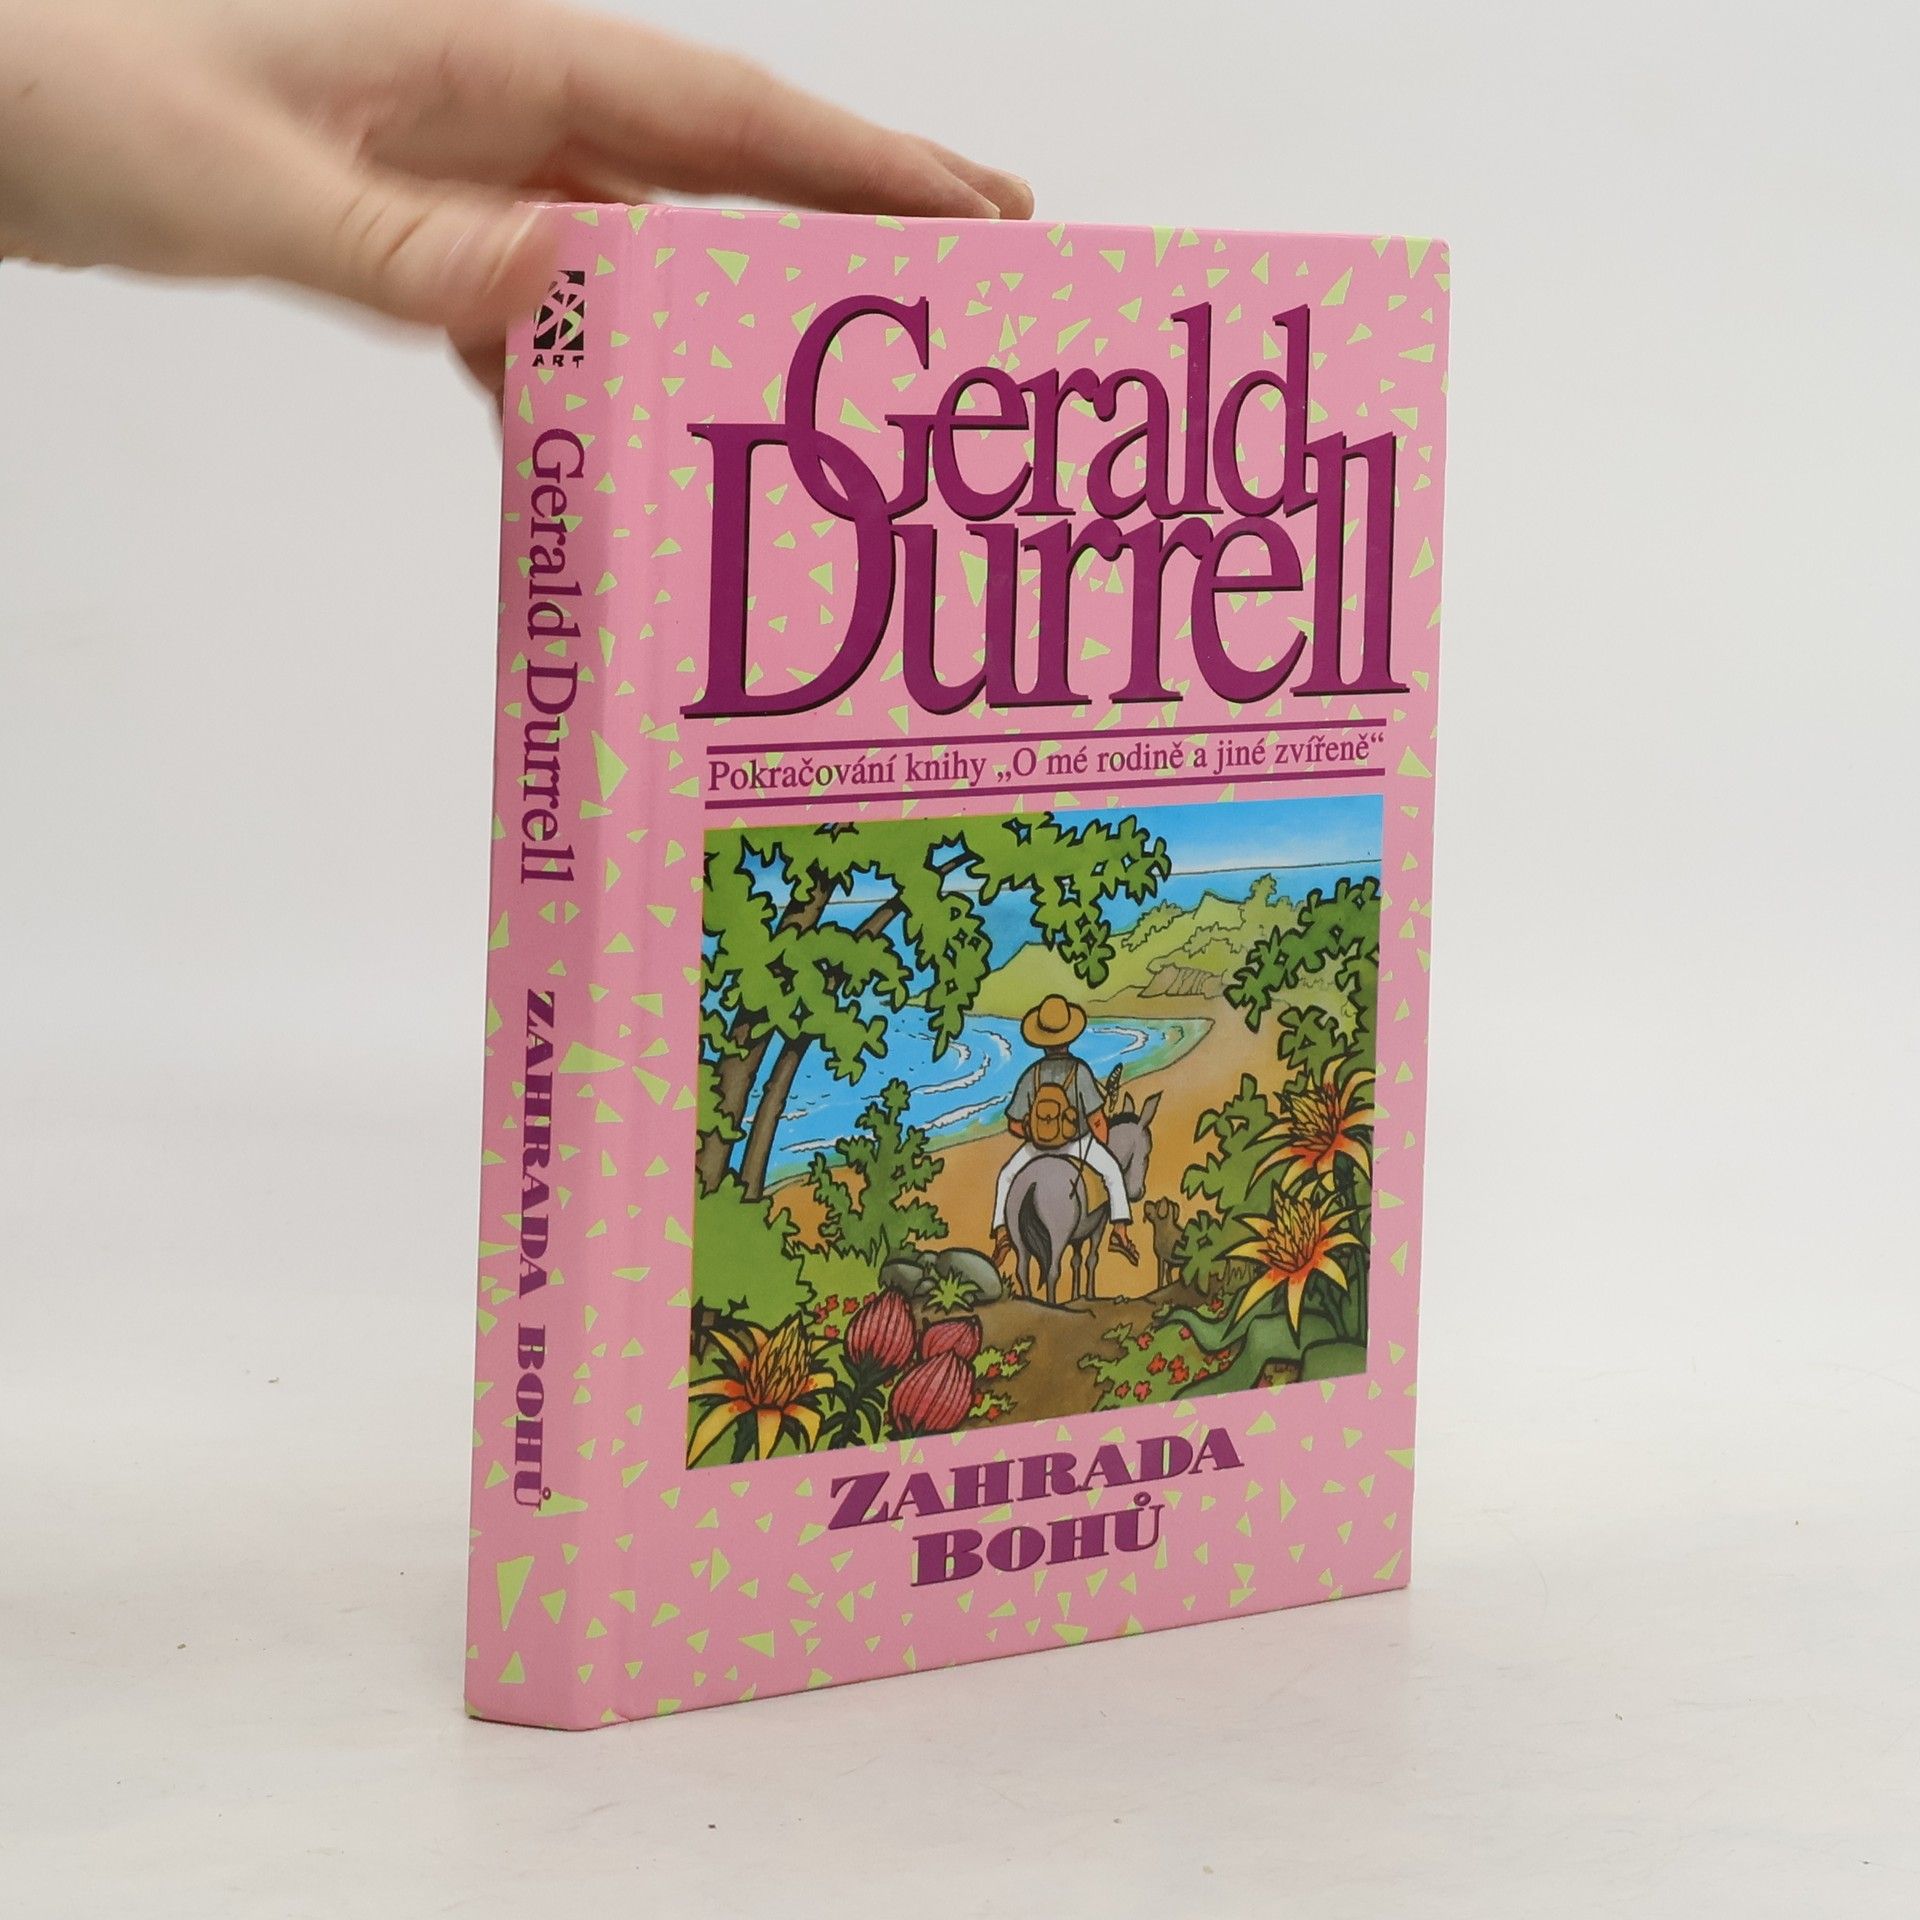 ART
Gerald Durrell
ZAHRADA BOHŮ
Gerald
Durrell
Pokračování knihy „O mé rodině a jiné zvířeně“
ZAHRADA
BOHŮ